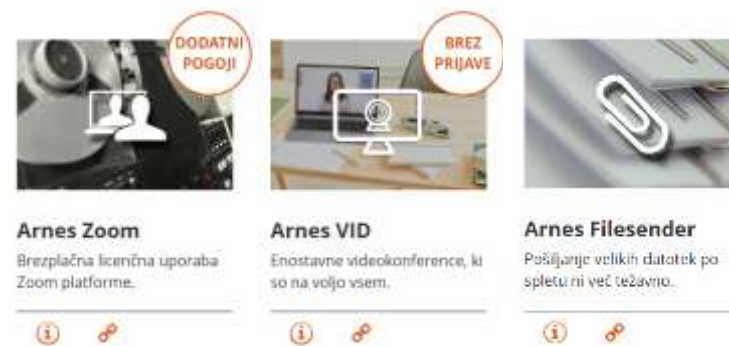 DODATNI
POGOJI
Arnes Zoom
Brezplačna licenčna uporaba
Zoom platforme.
BREZ
PRIJAVE
Arnes VID
Enostavne videokonference, ki
so na voljo vsem.
Arnes Filesender
Pošiljanje velikih datotek po
spletu ni več težavno.